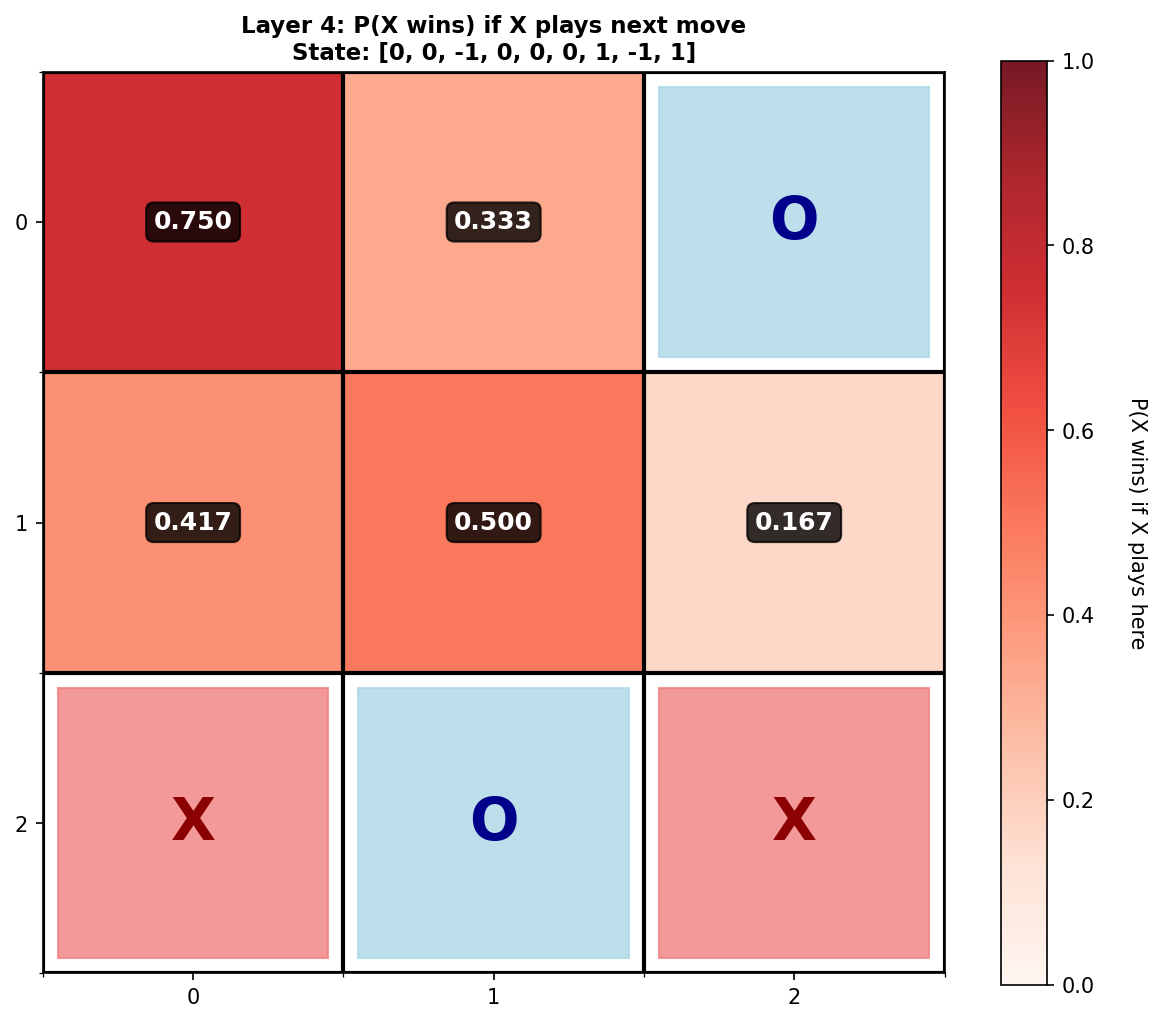 Layer 4: P(X wins) if X plays next move
State: [0, 0, -1, 0, 0, 0, 1, -1, 1]
0
0.750
0.333
O
1
0.417
0.500
0.167
2
X
O
X
0
1
2
1.0
0.8
0.6
0.4
0.2
0.0
P(X wins) if X plays here